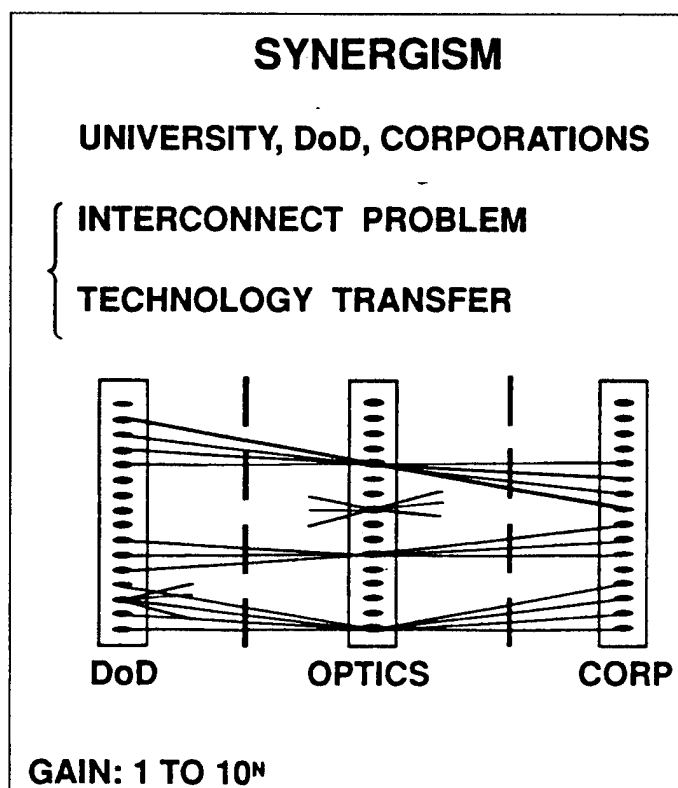 SYNERGISM
UNIVERSITY, DoD, CORPORATIONS
INTERCONNECT PROBLEM
TECHNOLOGY TRANSFER
DoD OPTICS CORP
GAIN: 1 TO 10ᴺ